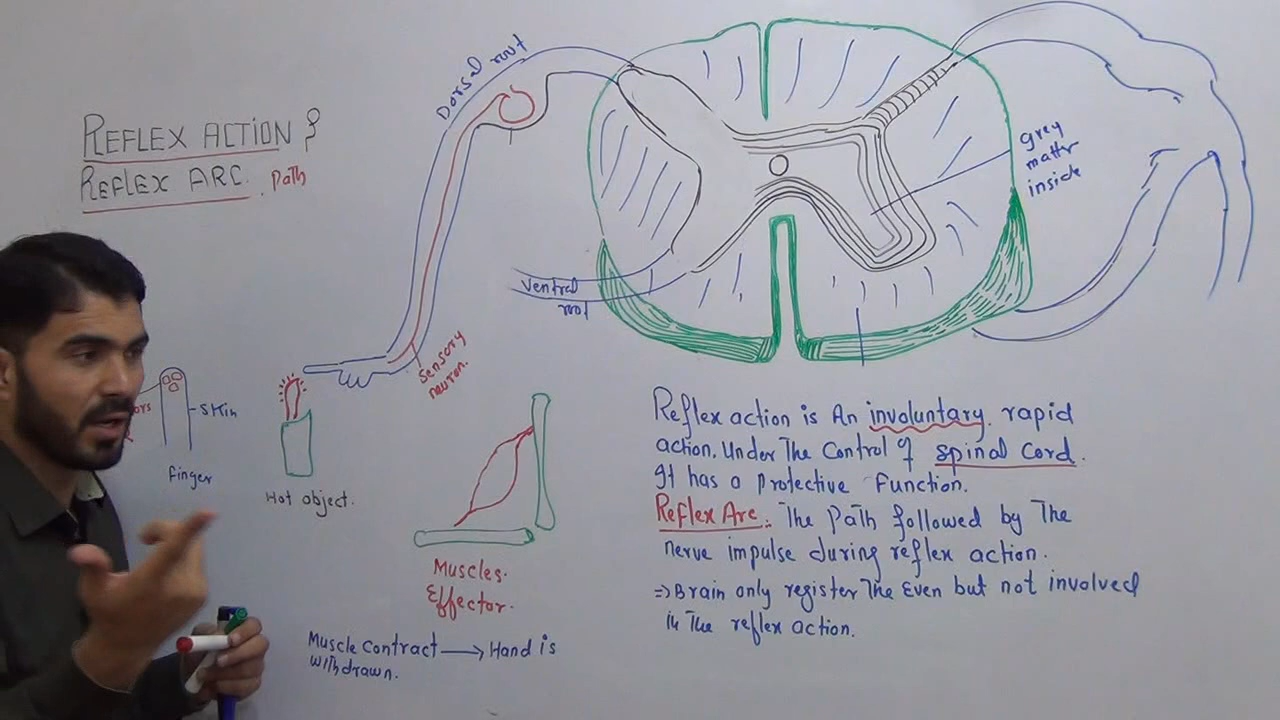 REFLEX ACTION &
REFLEX ARC. Path
Dorsal root
Ventral
root
grey
mattr
inside
Sensory
neuron.
ors
Skin
finger
Hot object.
Muscles.
Effector.
Muscle Contract → Hand is
withdrawn.
Reflex action is An involuntary rapid
action. Under The Control of spinal Cord.
It has a protective Function.
Reflex Arc:. The path followed by The
nerve impulse during reflex action.
⇒ Brain only register The Even but not involved
in The reflex action.